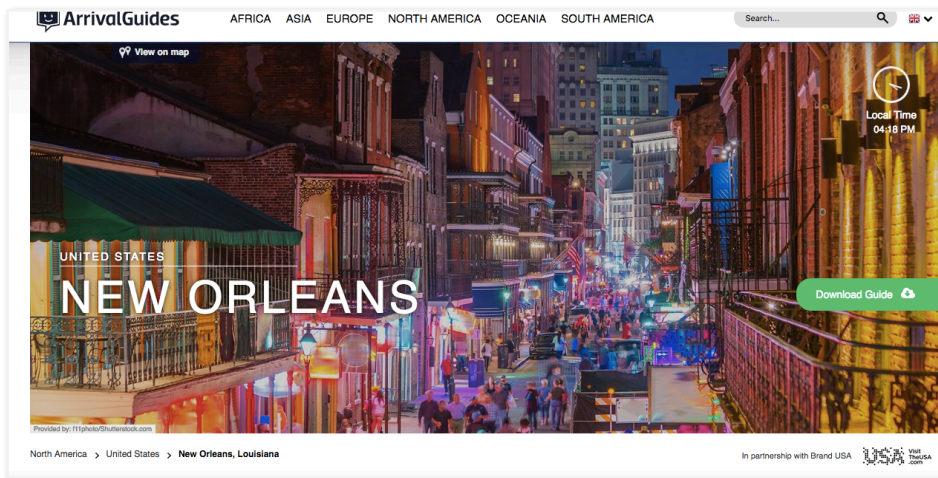 ArrivalGuides
AFRICA ASIA EUROPE NORTH AMERICA OCEANIA SOUTH AMERICA
Search...
View on map
Local Time
04:18 PM
UNITED STATES
NEW ORLEANS
Download Guide
Provided by: f11photo/Shutterstock.com
North America > United States > New Orleans, Louisiana
In partnership with Brand USA
Visit
TheUSA
.com